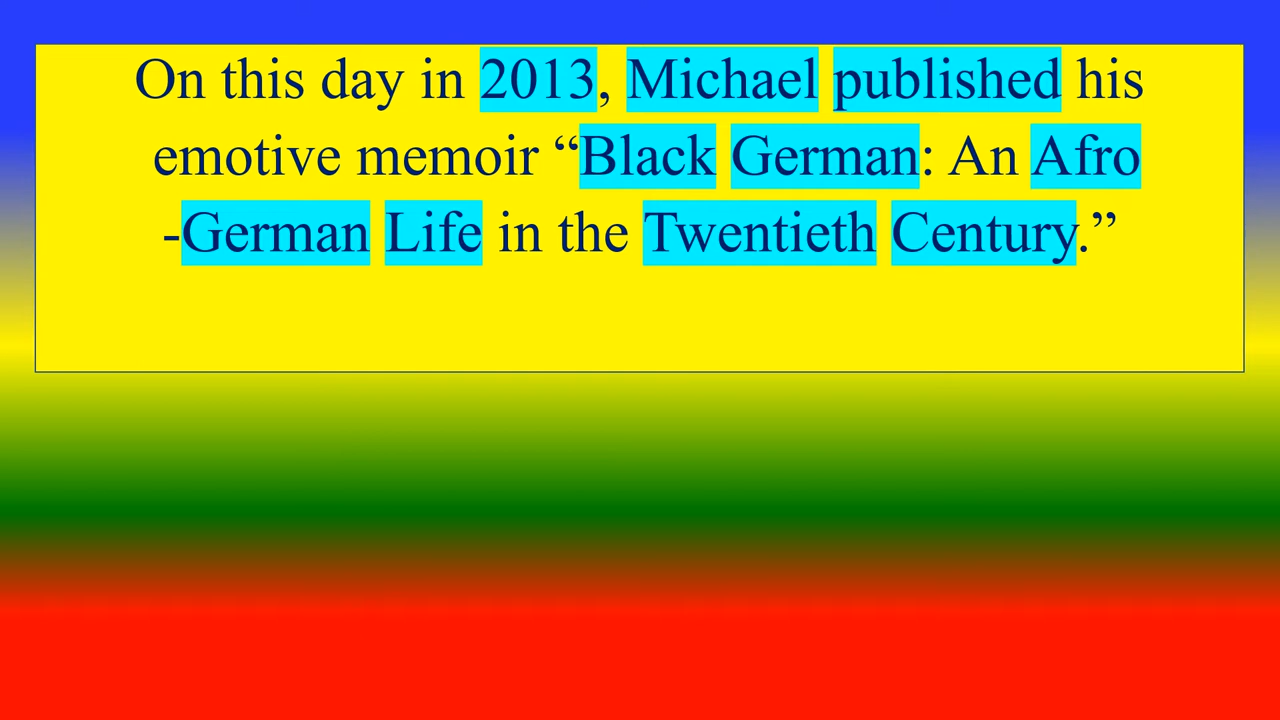 On this day in 2013, Michael published his
emotive memoir “Black German: An Afro
-German Life in the Twentieth Century.”